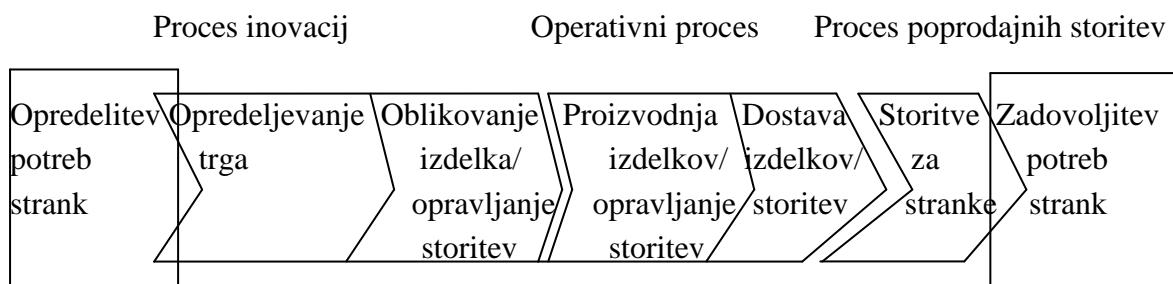 Proces inovacij Operativni proces Proces poprodajnih storitev
Opredelitev Opredeljevanje Oblikovanje Proizvodnja Dostava Storitve Zadovoljitev
potreb trga izdelka/ izdelkov/ izdelkov/ za potreb
strank opravljanje opravljanje storitev stranke strank
storitev storitev